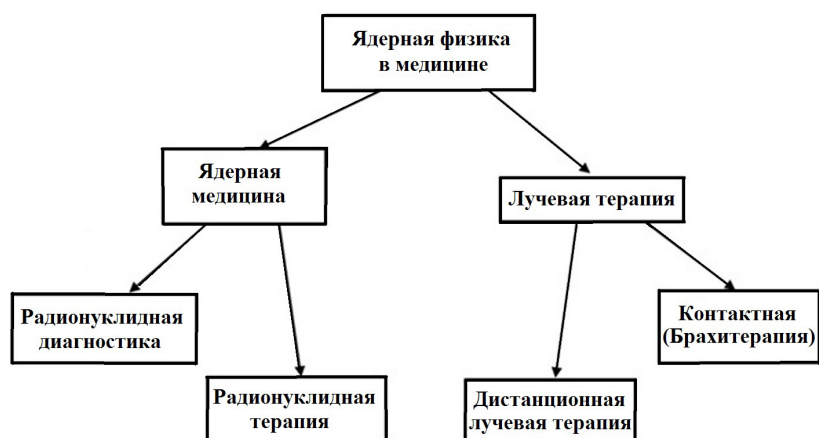 Ядерная физика
в медицине
Ядерная
медицина
Лучевая терапия
Радионуклидная
диагностика
Контактная
(Брахитерапия)
Радионуклидная
терапия
Дистанционная
лучевая терапия